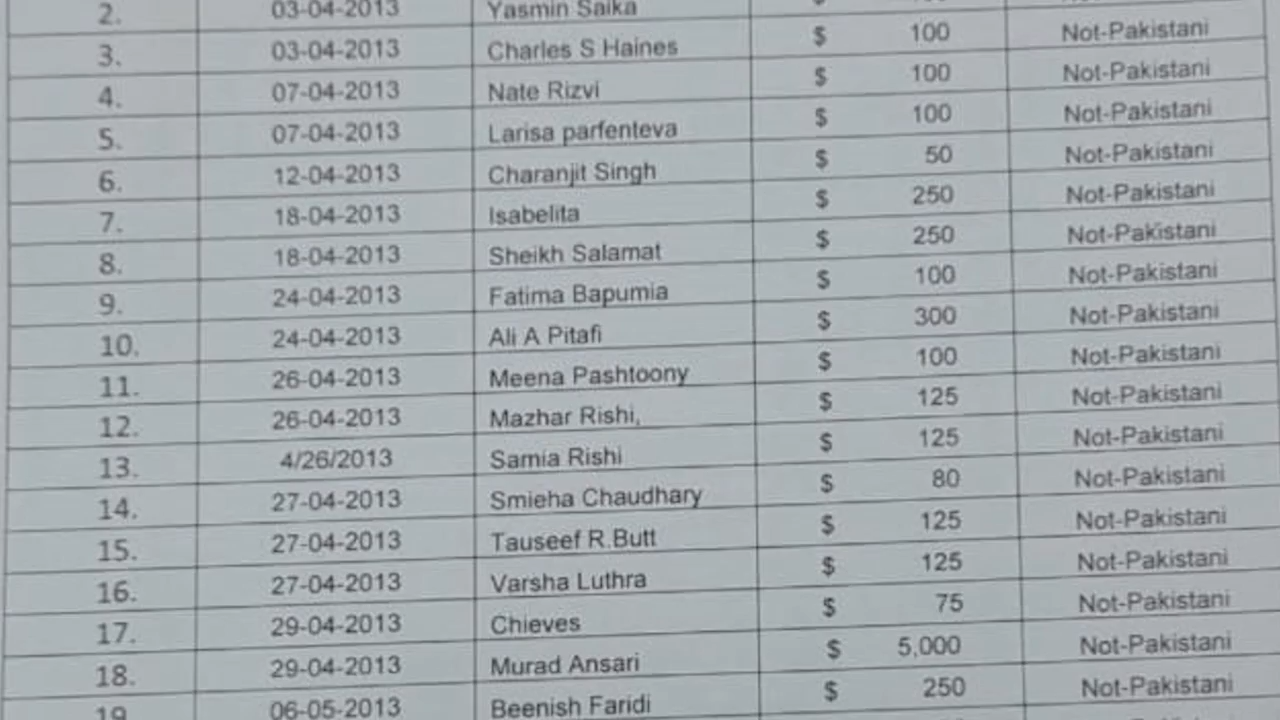 2. 03-04-2013 Yasmin Saika $
3. 03-04-2013 Charles S Haines $ 100 Not-Pakistani
4. 07-04-2013 Nate Rizvi $ 100 Not-Pakistani
5. 07-04-2013 Larisa parfenteva $ 100 Not-Pakistani
6. 12-04-2013 Charanjit Singh $ 50 Not-Pakistani
7. 18-04-2013 Isabelita $ 250 Not-Pakistani
8. 18-04-2013 Sheikh Salamat $ 250 Not-Pakistani
9. 24-04-2013 Fatima Bapumia $ 100 Not-Pakistani
10. 24-04-2013 Ali A Pitafi $ 300 Not-Pakistani
11. 26-04-2013 Meena Pashtoony $ 100 Not-Pakistani
12. 26-04-2013 Mazhar Rishi, $ 125 Not-Pakistani
13. 4/26/2013 Samia Rishi $ 125 Not-Pakistani
14. 27-04-2013 Smieha Chaudhary $ 80 Not-Pakistani
15. 27-04-2013 Tauseef R.Butt $ 125 Not-Pakistani
16. 27-04-2013 Varsha Luthra $ 125 Not-Pakistani
17. 29-04-2013 Chieves $ 75 Not-Pakistani
18. 29-04-2013 Murad Ansari $ 5,000 Not-Pakistani
19. 06-05-2013 Beenish Faridi $ 250 Not-Pakistani